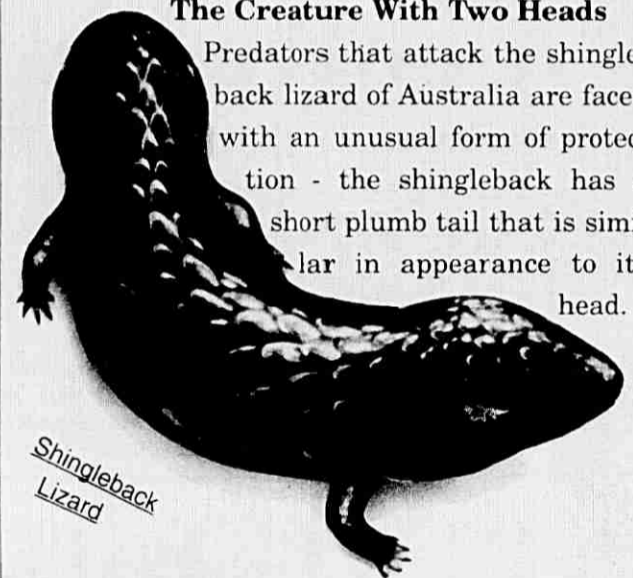 The Creature With Two Heads
Predators that attack the shingle
back lizard of Australia are face
with an unusual form of protec
tion - the shingleback has
short plumb tail that is simi
lar in appearance to it
head.
Shingleback
Lizard